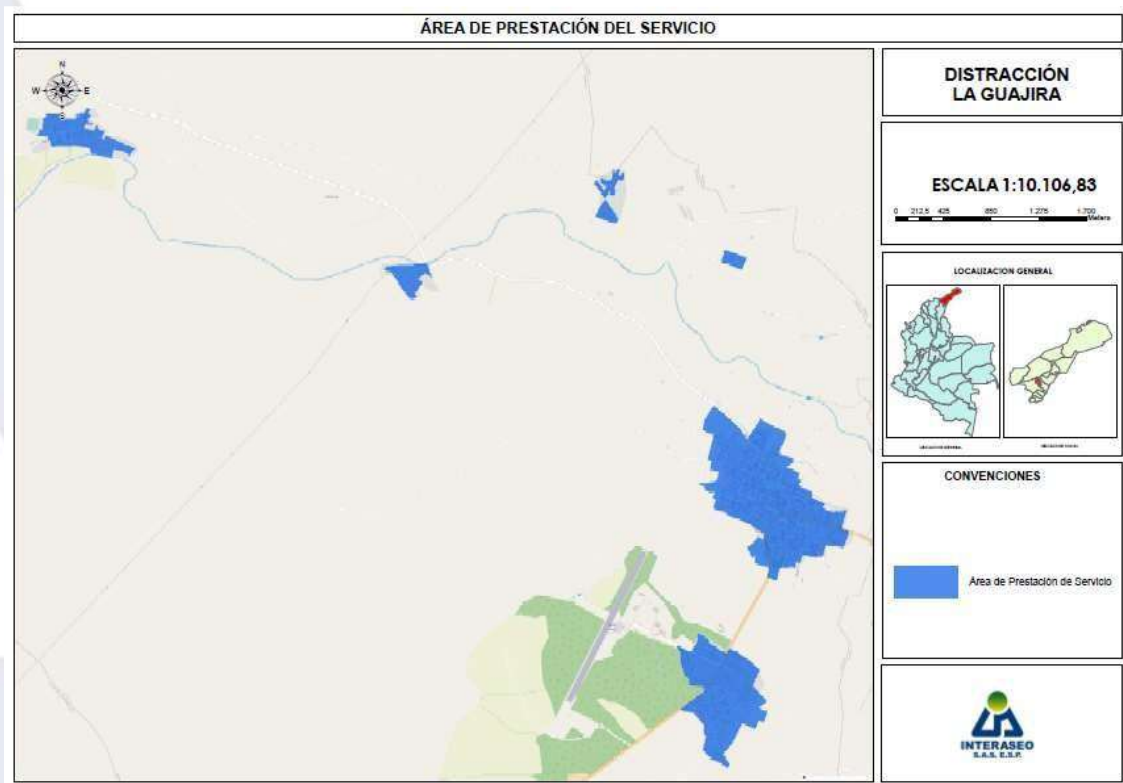 ÁREA DE PRESTACIÓN DEL SERVICIO
N
W E
S
DISTRACCIÓN
LA GUAJIRA
ESCALA 1:10.106,83
0 212,5 425 850 1.275 1.700
Meters
LOCALIZACION GENERAL
CONVENCIONES
Área de Prestación de Servicio
INTERASEO
S.A.S. E.S.P.